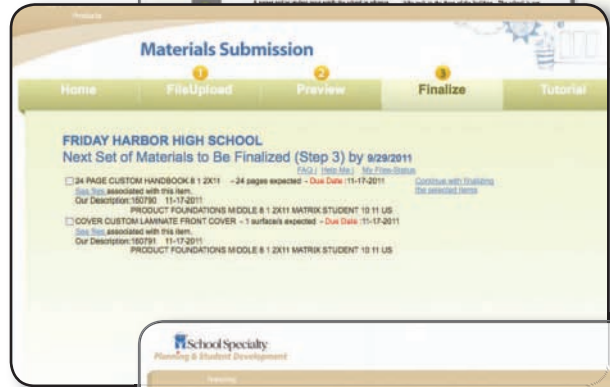 Products
Materials Submission
1 2 3
Home FileUpload Preview Finalize Tutorial
FRIDAY HARBOR HIGH SCHOOL
Next Set of Materials to Be Finalized (Step 3) by 9/29/2011
FAQ | Help Me | My Files-Status
24 PAGE CUSTOM HANDBOOK 8 1 2X11 - 24 pages expected - Due Date :11-17-2011 Continue with finalizing
See files associated with this item. the selected items
Our Description:160790 11-17-2011
PRODUCT FOUNDATIONS MIDDLE 8 1 2X11 MATRIX STUDENT 10 11 US
COVER CUSTOM LAMINATE FRONT COVER - 1 surface/s expected - Due Date :11-17-2011
See files associated with this item.
Our Description:160791 11-17-2011
PRODUCT FOUNDATIONS MIDDLE 8 1 2X11 MATRIX STUDENT 10 11 US
School Specialty
Planning & Student Development